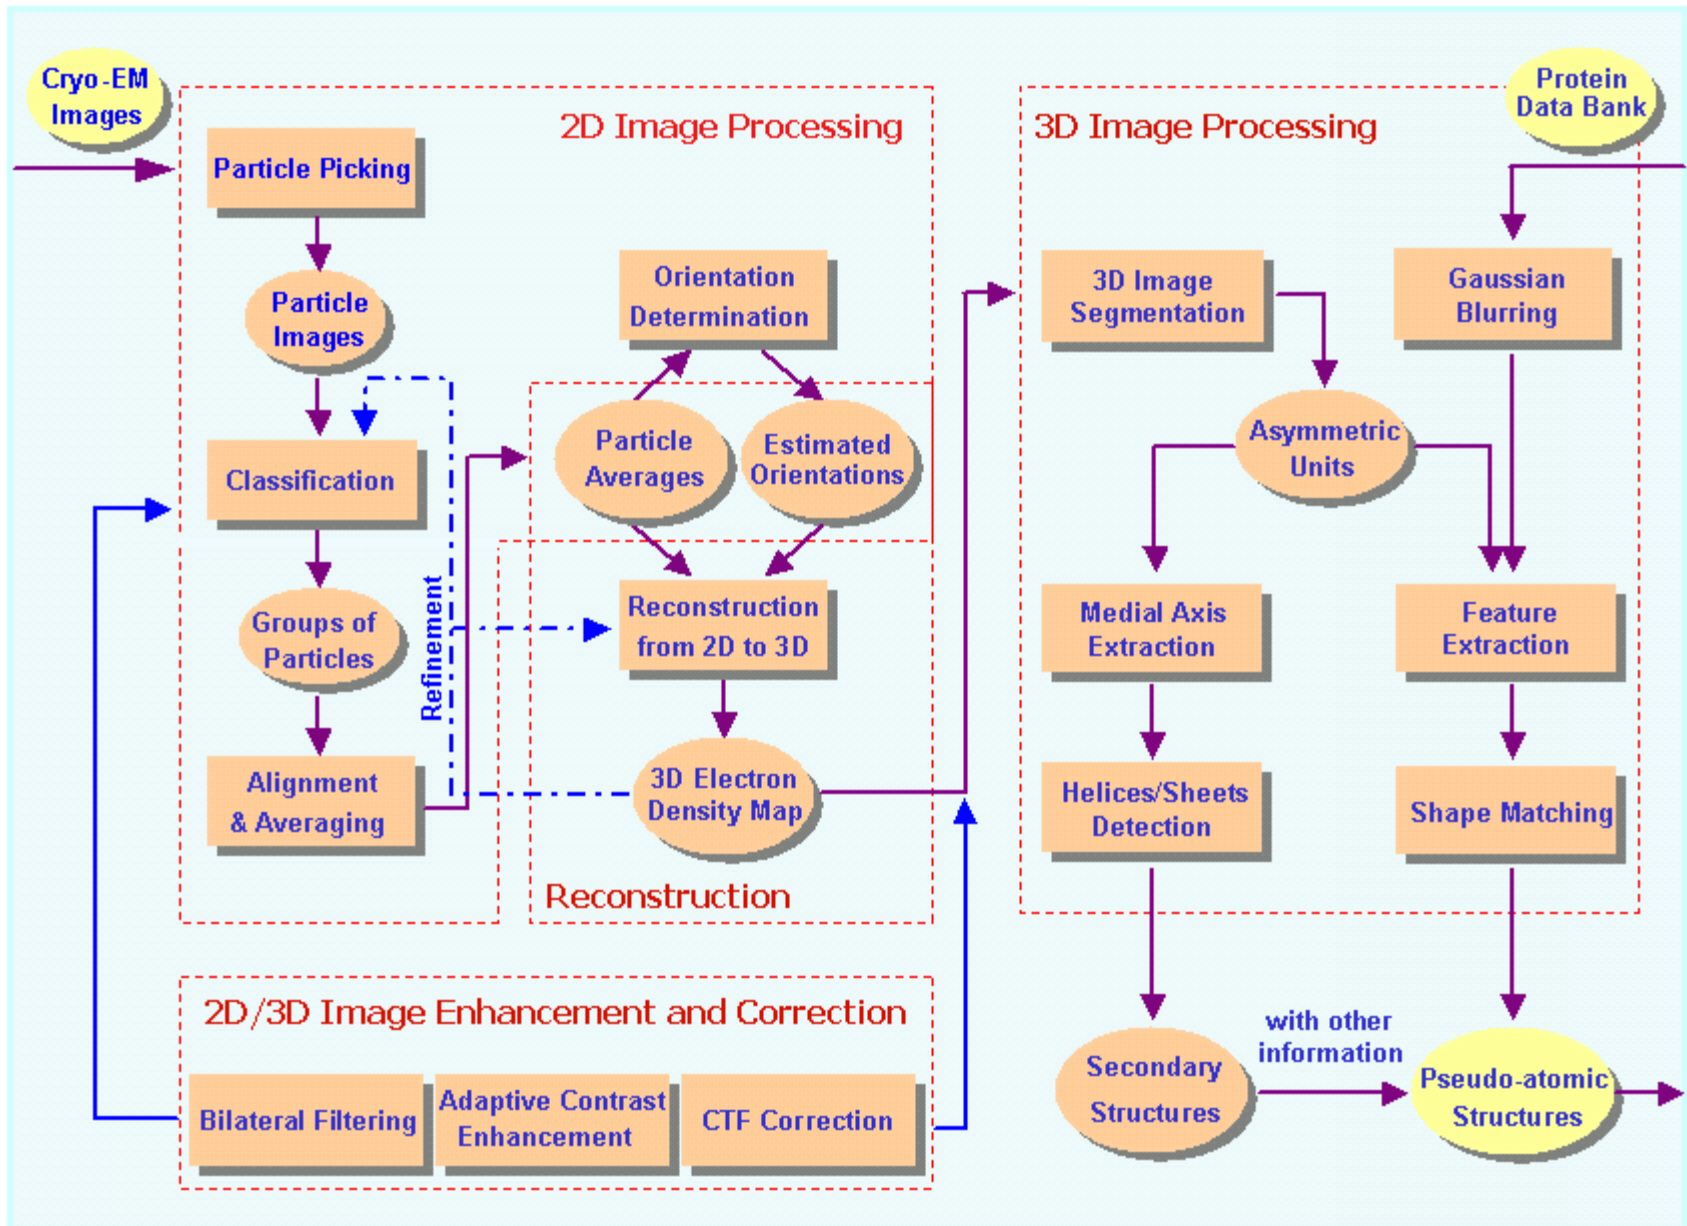 Cryo-EM
Images
2D Image Processing
Particle Picking
Particle
Images
Orientation
Determination
Classification
Particle
Averages
Estimated
Orientations
Groups of
Particles
Refinement
Reconstruction
from 2D to 3D
Alignment
& Averaging
3D Electron
Density Map
Reconstruction
2D/3D Image Enhancement and Correction
Bilateral Filtering
Adaptive Contrast
Enhancement
CTF Correction
3D Image Processing
Protein
Data Bank
3D Image
Segmentation
Gaussian
Blurring
Asymmetric
Units
Medial Axis
Extraction
Feature
Extraction
Helices/Sheets
Detection
Shape Matching
Secondary
Structures
with other
information
Pseudo-atomic
Structures